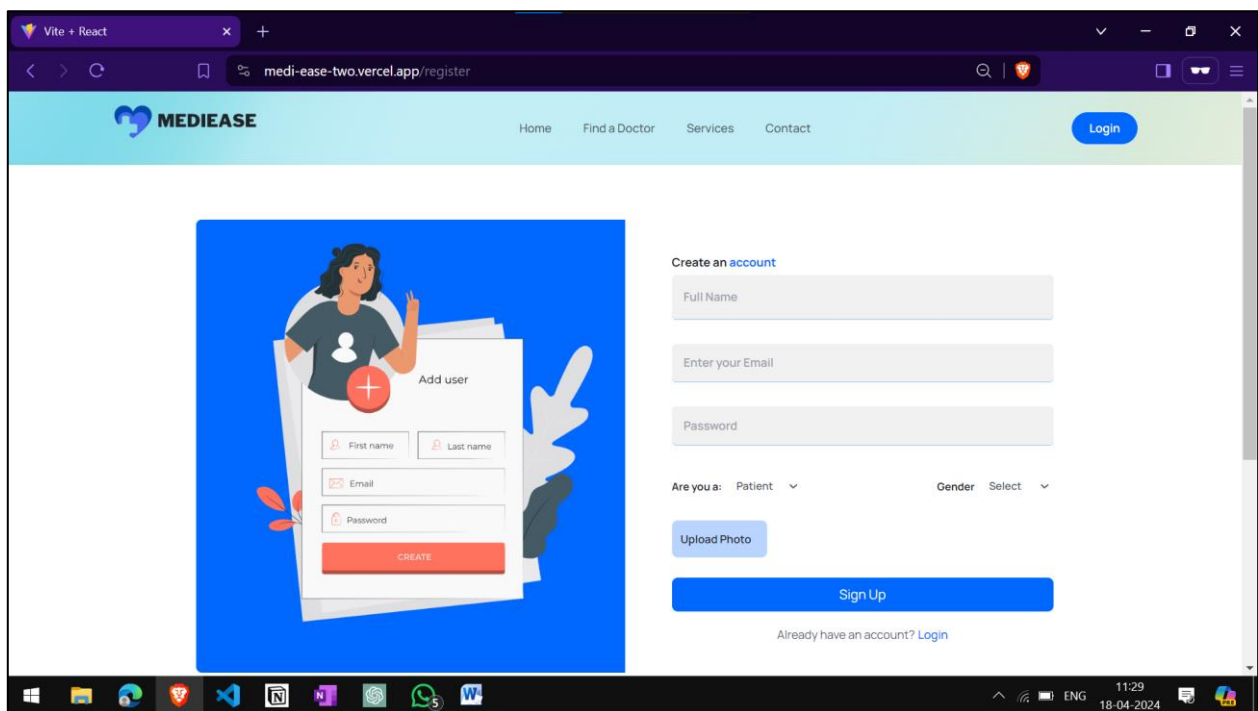 Vite + React
medi-ease-two.vercel.app/register
MEDIEASE
Home Find a Doctor Services Contact
Login
Create an account
Full Name
Enter your Email
Password
Are you a: Patient
Gender Select
Upload Photo
Sign Up
Already have an account? Login
Add user
First name Last name
Email
Password
CREATE
5
ENG
11:29
18-04-2024